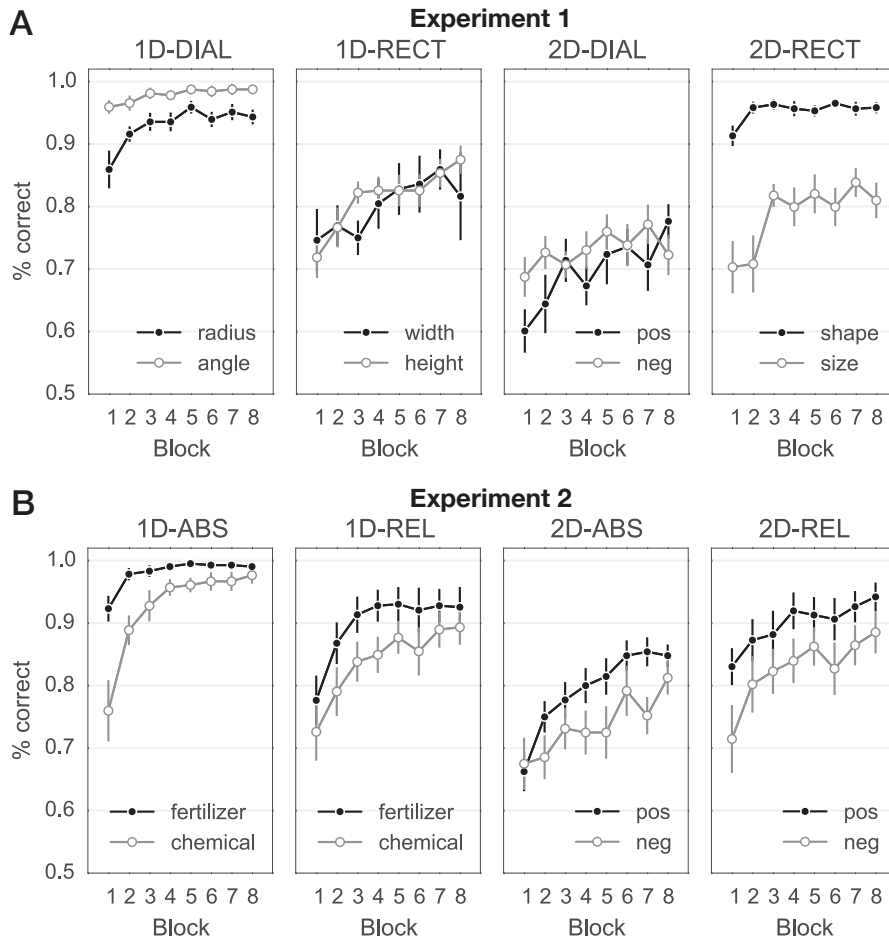 A
Experiment 1
1D-DIAL
1D-RECT
2D-DIAL
2D-RECT
% correct
1.0
0.9
0.8
0.7
0.6
0.5
radius
angle
width
height
pos
neg
shape
size
1 2 3 4 5 6 7 8
1 2 3 4 5 6 7 8
1 2 3 4 5 6 7 8
1 2 3 4 5 6 7 8
Block
Block
Block
Block
B
Experiment 2
1D-ABS
1D-REL
2D-ABS
2D-REL
% correct
1.0
0.9
0.8
0.7
0.6
0.5
fertilizer
chemical
fertilizer
chemical
pos
neg
pos
neg
1 2 3 4 5 6 7 8
1 2 3 4 5 6 7 8
1 2 3 4 5 6 7 8
1 2 3 4 5 6 7 8
Block
Block
Block
Block